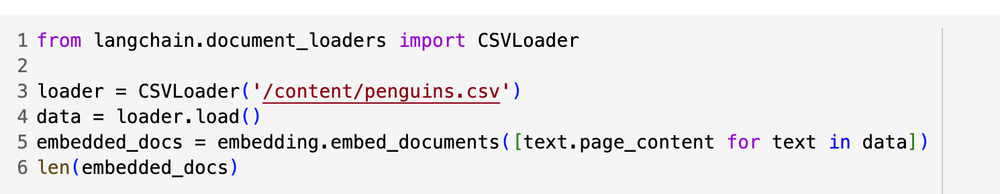 1 from langchain.document_loaders import CSVLoader
2
3 loader = CSVLoader('/content/penguins.csv')
4 data = loader.load()
5 embedded_docs = embedding.embed_documents([text.page_content for text in data])
6 len(embedded_docs)